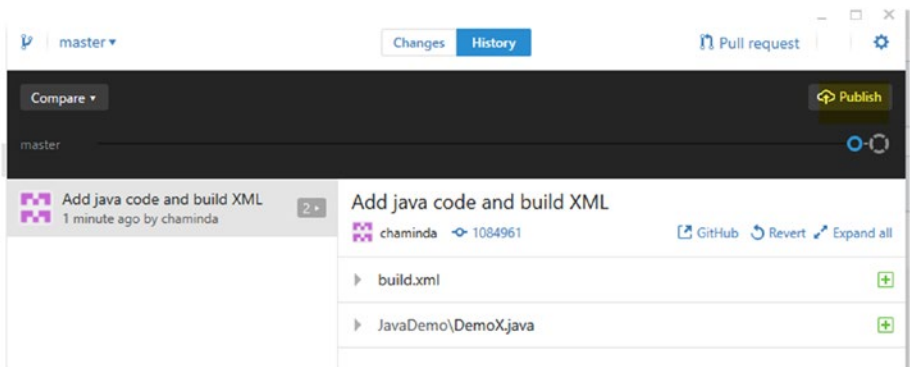 master
Changes
History
Pull request
Compare
Publish
master
Add java code and build XML
1 minute ago by chaminda
2
Add java code and build XML
chaminda
1084961
GitHub
Revert
Expand all
build.xml
JavaDemo\DemoX.java